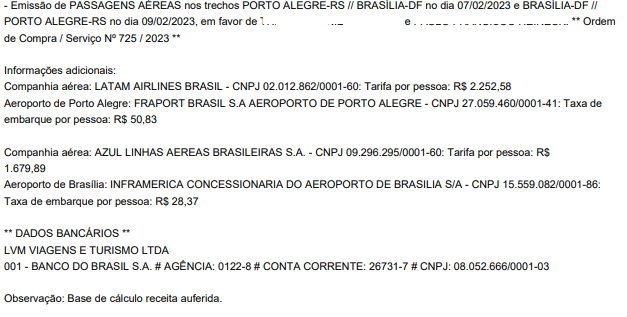 - Emissão de PASSAGENS AÉREAS nos trechos PORTO ALEGRE-RS // BRASÍLIA-DF no dia 07/02/2023 e BRASÍLIA-DF //
PORTO ALEGRE-RS no dia 09/02/2023, em favor de e ** Ordem
de Compra / Serviço Nº 725 / 2023 **
Informações adicionais:
Companhia aérea: LATAM AIRLINES BRASIL - CNPJ 02.012.862/0001-60: Tarifa por pessoa: R$ 2.252,58
Aeroporto de Porto Alegre: FRAPORT BRASIL S.A AEROPORTO DE PORTO ALEGRE - CNPJ 27.059.460/0001-41: Taxa de
embarque por pessoa: R$ 50,83
Companhia aérea: AZUL LINHAS AEREAS BRASILEIRAS S.A. - CNPJ 09.296.295/0001-60: Tarifa por pessoa: R$
1.679,89
Aeroporto de Brasília: INFRAMERICA CONCESSIONARIA DO AEROPORTO DE BRASILIA S/A - CNPJ 15.559.082/0001-86:
Taxa de embarque por pessoa: R$ 28,37
** DADOS BANCÁRIOS **
LVM VIAGENS E TURISMO LTDA
001 - BANCO DO BRASIL S.A. # AGÊNCIA: 0122-8 # CONTA CORRENTE: 26731-7 # CNPJ: 08.052.666/0001-03
Observação: Base de cálculo receita auferida.